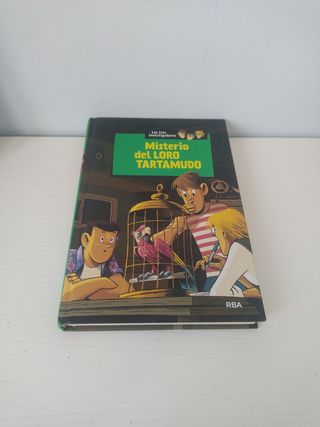 Los tres
investigadores
Misterio
del LORO
TARTAMUDO
RBA